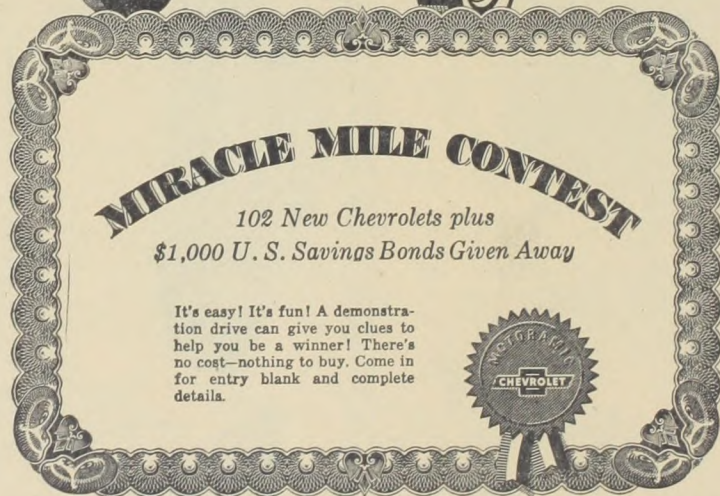 MIRACLE MILE CONTEST
102 New Chevrolets plus
$1,000 U. S. Savings Bonds Given Away
It's easy! It's fun! A demonstra-
tion drive can give you clues to
help you be a winner! There's
no cost—nothing to buy. Come in
for entry blank and complete
details.
MOTORAMIC
CHEVROLET